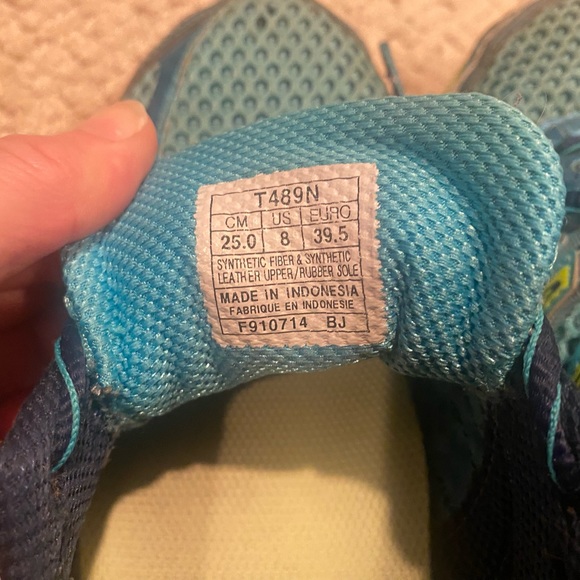 T489N
CM US EURO
25.0 8 39.5
SYNTHETIC FIBER & SYNTHETIC
LEATHER UPPER/RUBBER SOLE
MADE IN INDONESIA
FABRIQUE EN INDONESIE
F910714 BJ